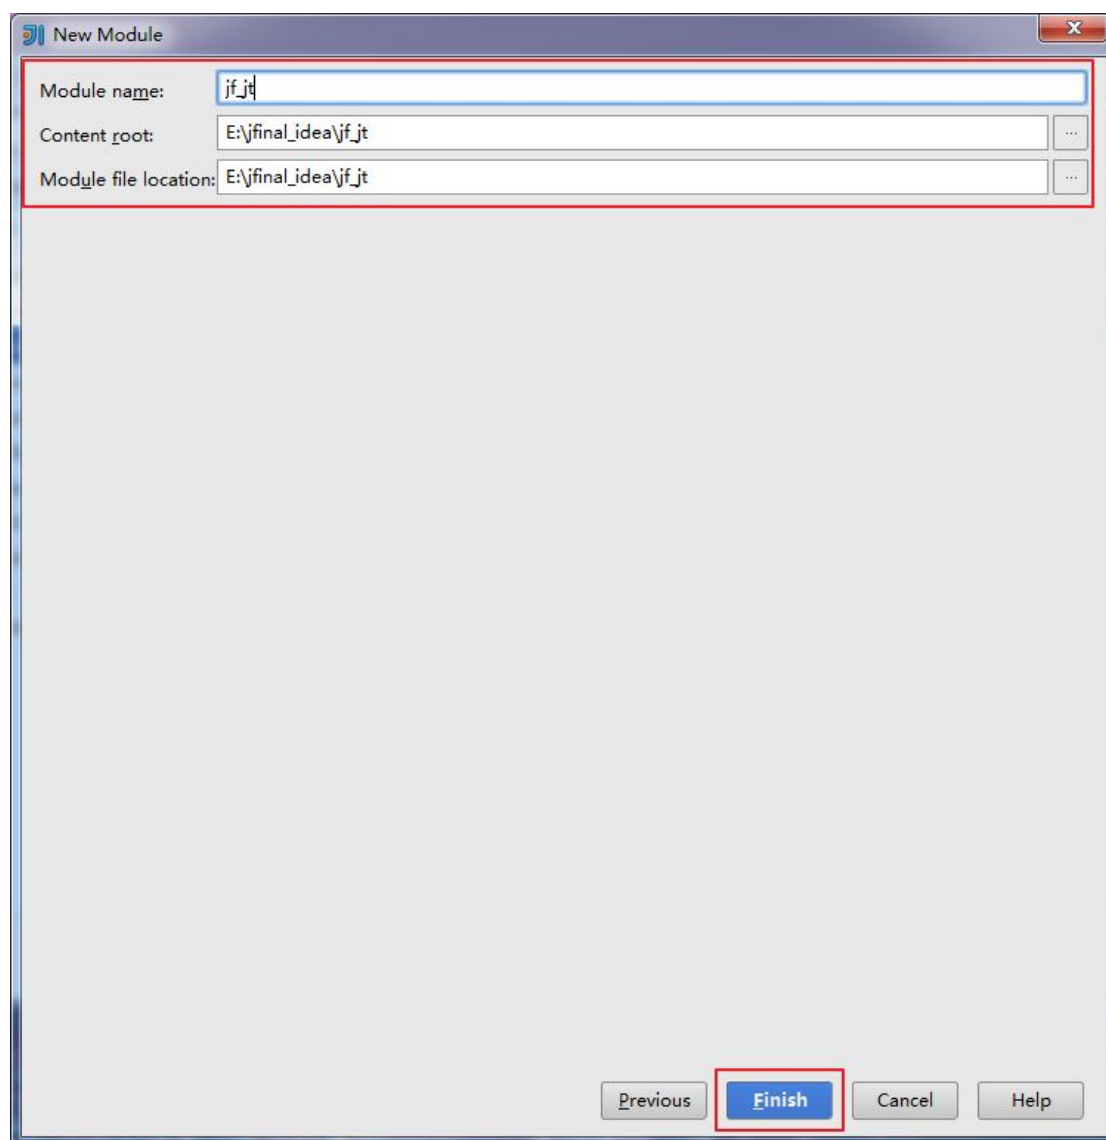 New Module
Module name: jf_jt
Content root: E:\jfinal_idea\jf_jt ...
Module file location: E:\jfinal_idea\jf_jt ...
Previous Finish Cancel Help